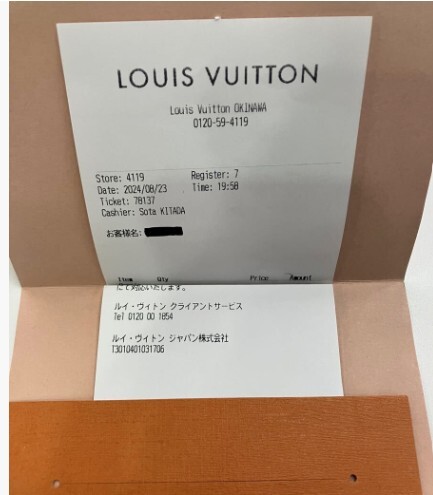 LOUIS VUITTON
Louis Vuitton OKINAWA
0120-59-4119
Store: 4119 Register: 7
Date: 2024/08/23 Time: 19:58
Ticket: 78137
Cashier: Sota KITADA
お客様名:
Item Qty Price Amount
にて対応いたします。
ルイ・ヴィトン クライアントサービス
Tel 0120 00 1854
ルイ・ヴィトン ジャパン株式会社
T3010401031706